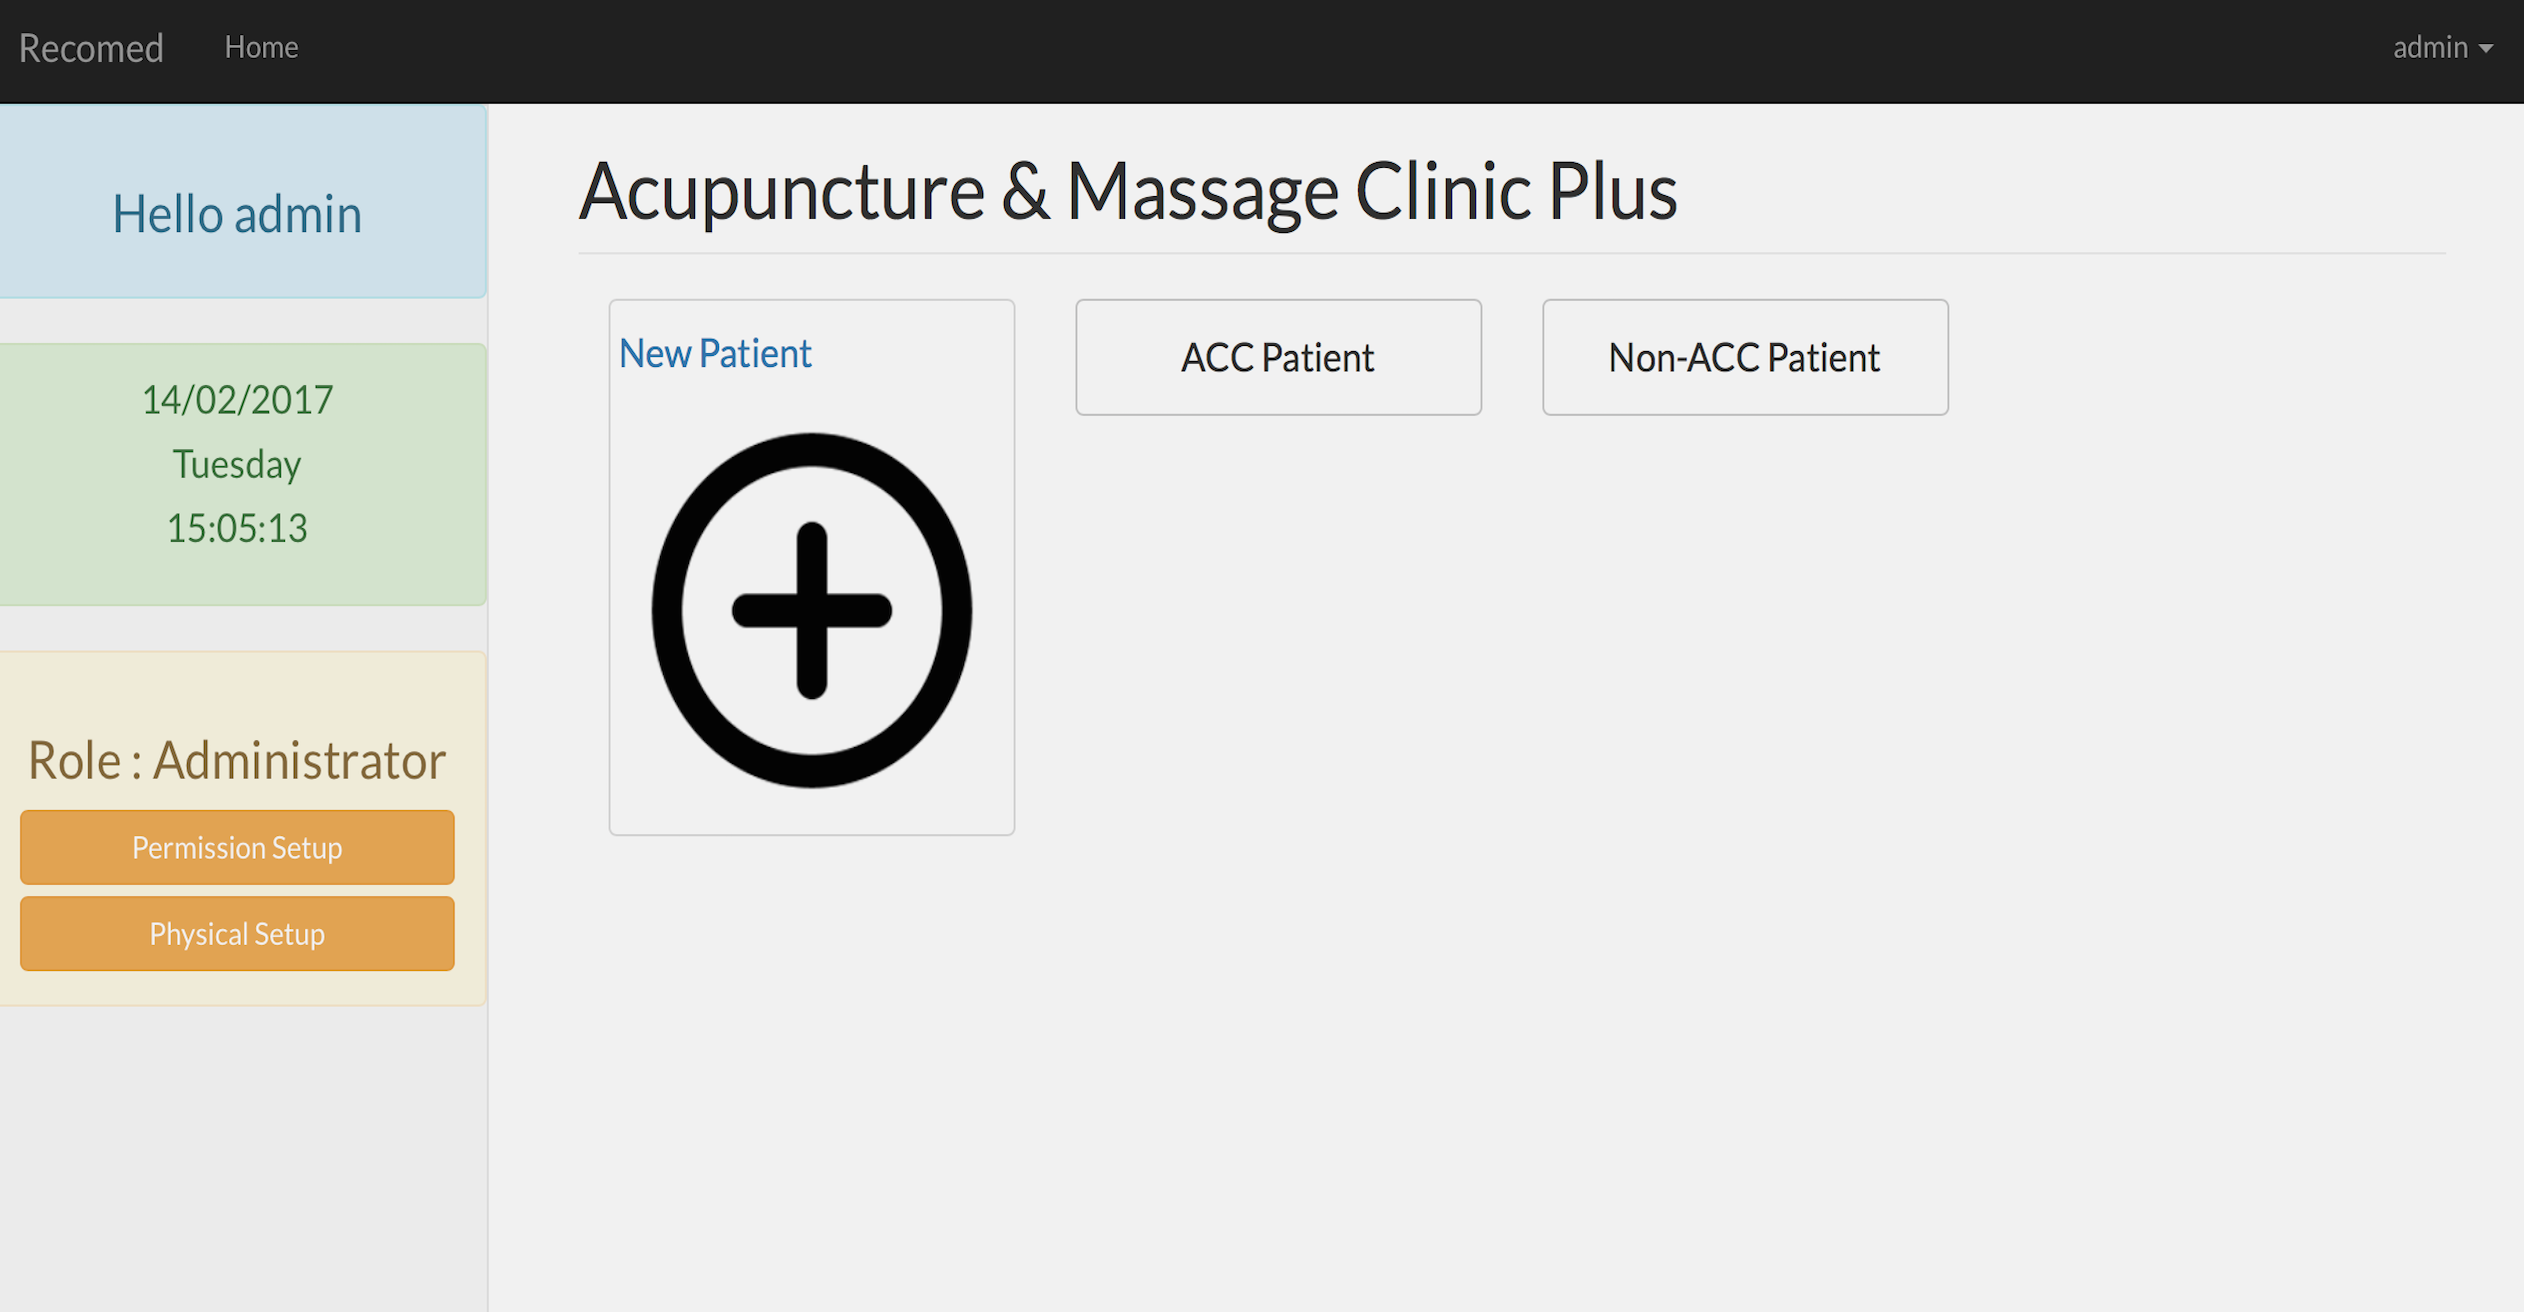 Recomed Home admin
Hello admin
14/02/2017
Tuesday
15:05:13
Role : Administrator
Permission Setup
Physical Setup
Acupuncture & Massage Clinic Plus
New Patient
ACC Patient
Non-ACC Patient